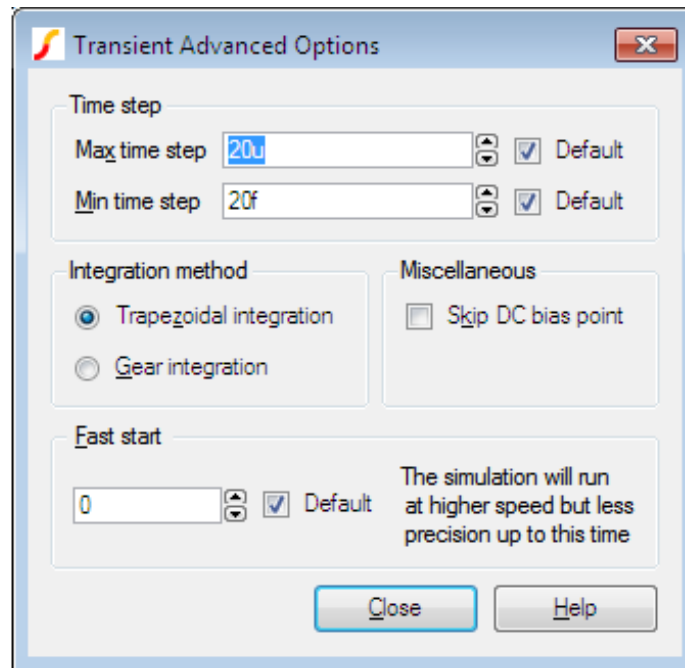 Transient Advanced Options
Time step
Max time step 20u Default
Min time step 20f Default
Integration method
Trapezoidal integration
Gear integration
Miscellaneous
Skip DC bias point
Fast start
0 Default
The simulation will run
at higher speed but less
precision up to this time
Close Help